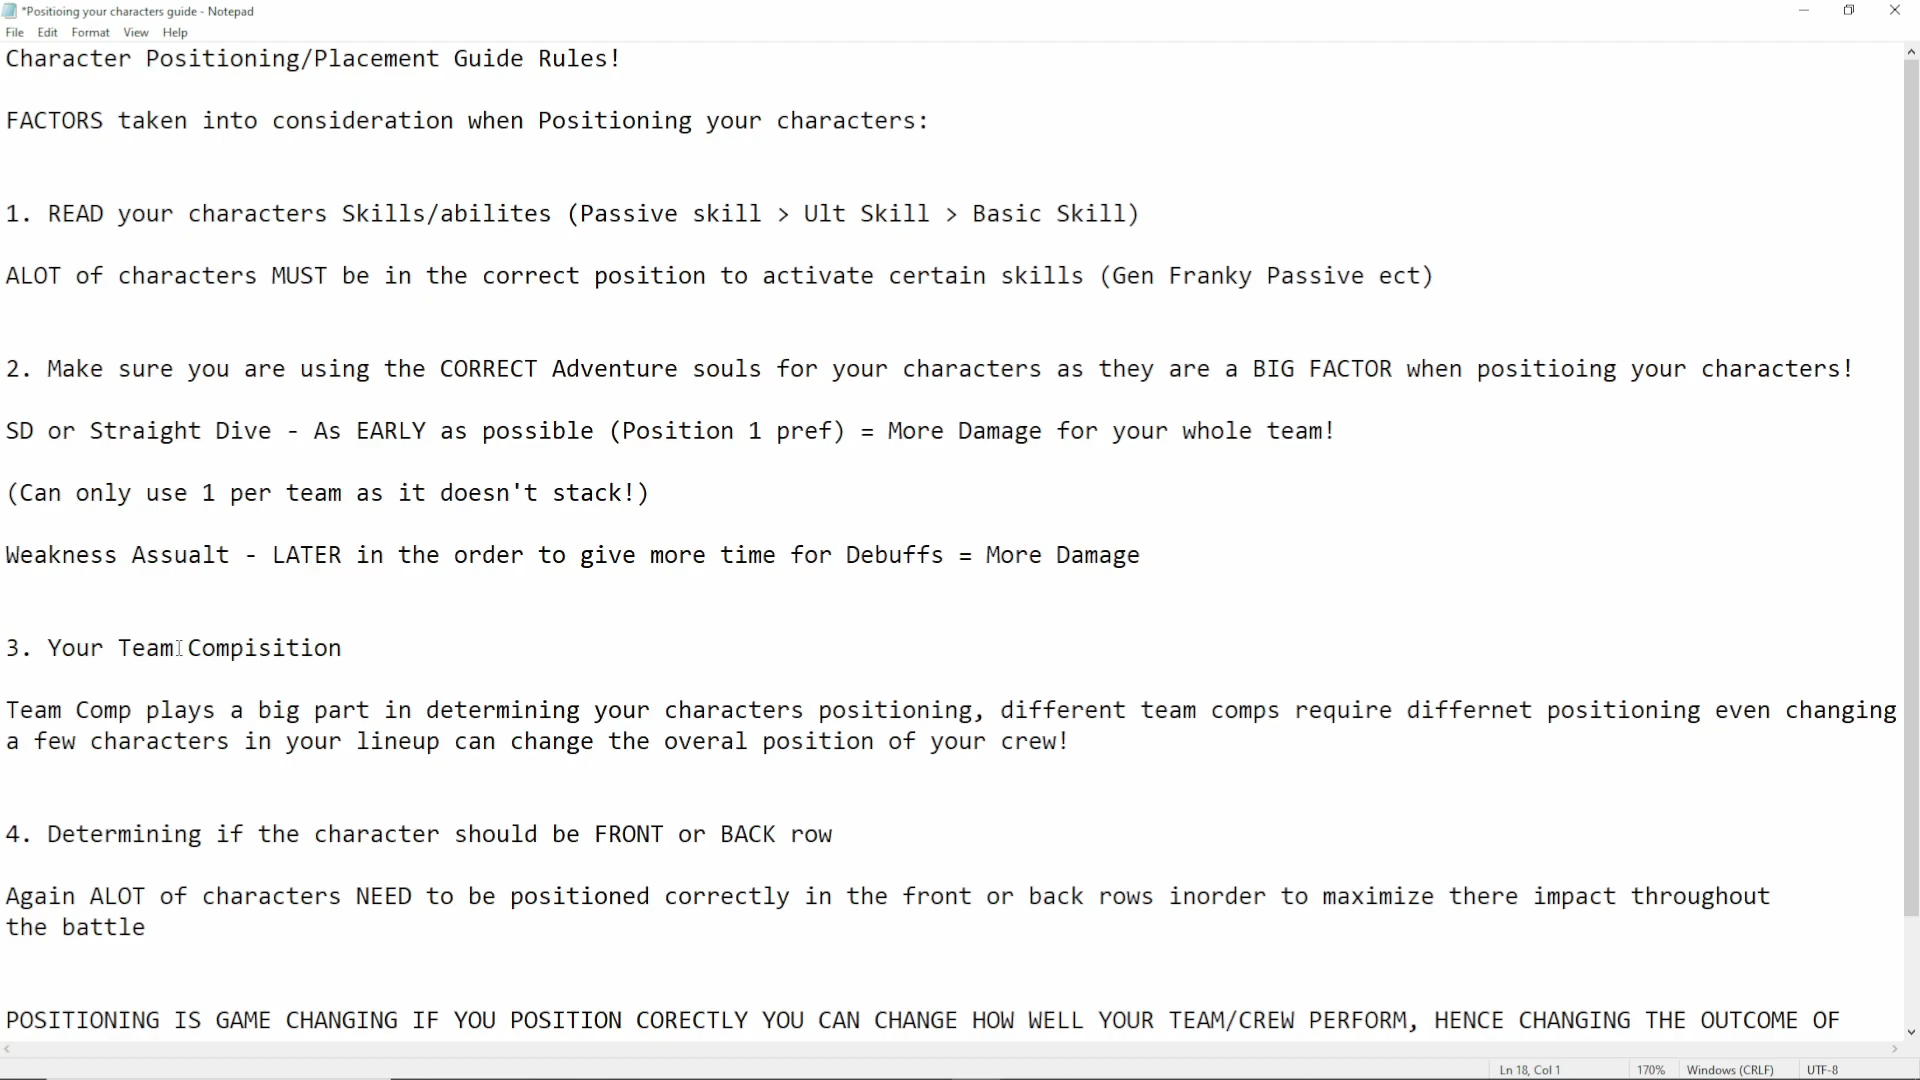 *Positioing your characters guide - Notepad
File Edit Format View Help
Character Positioning/Placement Guide Rules!
FACTORS taken into consideration when Positioning your characters:
1. READ your characters Skills/abilites (Passive skill > Ult Skill > Basic Skill)
ALOT of characters MUST be in the correct position to activate certain skills (Gen Franky Passive ect)
2. Make sure you are using the CORRECT Adventure souls for your characters as they are a BIG FACTOR when positioing your characters!
SD or Straight Dive - As EARLY as possible (Position 1 pref) = More Damage for your whole team!
(Can only use 1 per team as it doesn't stack!)
Weakness Assualt - LATER in the order to give more time for Debuffs = More Damage
3. Your Team Compisition
Team Comp plays a big part in determining your characters positioning, different team comps require differnet positioning even changing
a few characters in your lineup can change the overal position of your crew!
4. Determining if the character should be FRONT or BACK row
Again ALOT of characters NEED to be positioned correctly in the front or back rows inorder to maximize there impact throughout
the battle
POSITIONING IS GAME CHANGING IF YOU POSITION CORECTLY YOU CAN CHANGE HOW WELL YOUR TEAM/CREW PERFORM, HENCE CHANGING THE OUTCOME OF
Ln 18, Col 1 170% Windows (CRLF) UTF-8